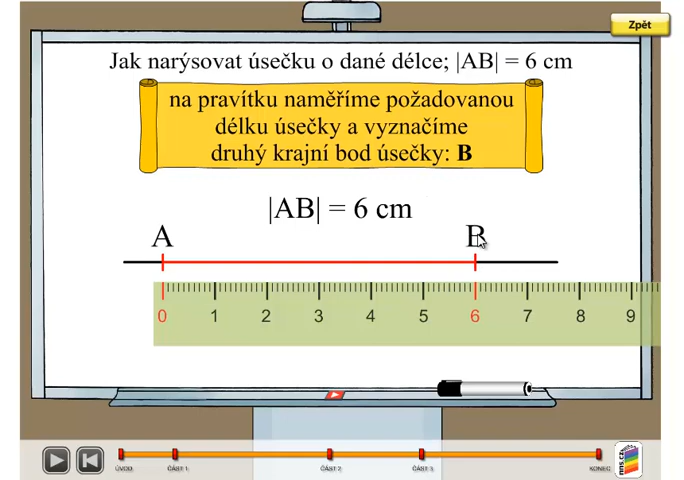 Zpět
Jak narýsovat úsečku o dané délce; |AB| = 6 cm
na pravítku naměříme požadovanou
délku úsečky a vyznačíme
druhý krajní bod úsečky: B
|AB| = 6 cm
A B
0 1 2 3 4 5 6 7 8 9
ÚVOD ČÁST 1 ČÁST 2 ČÁST 3 KONEC
nns.cz